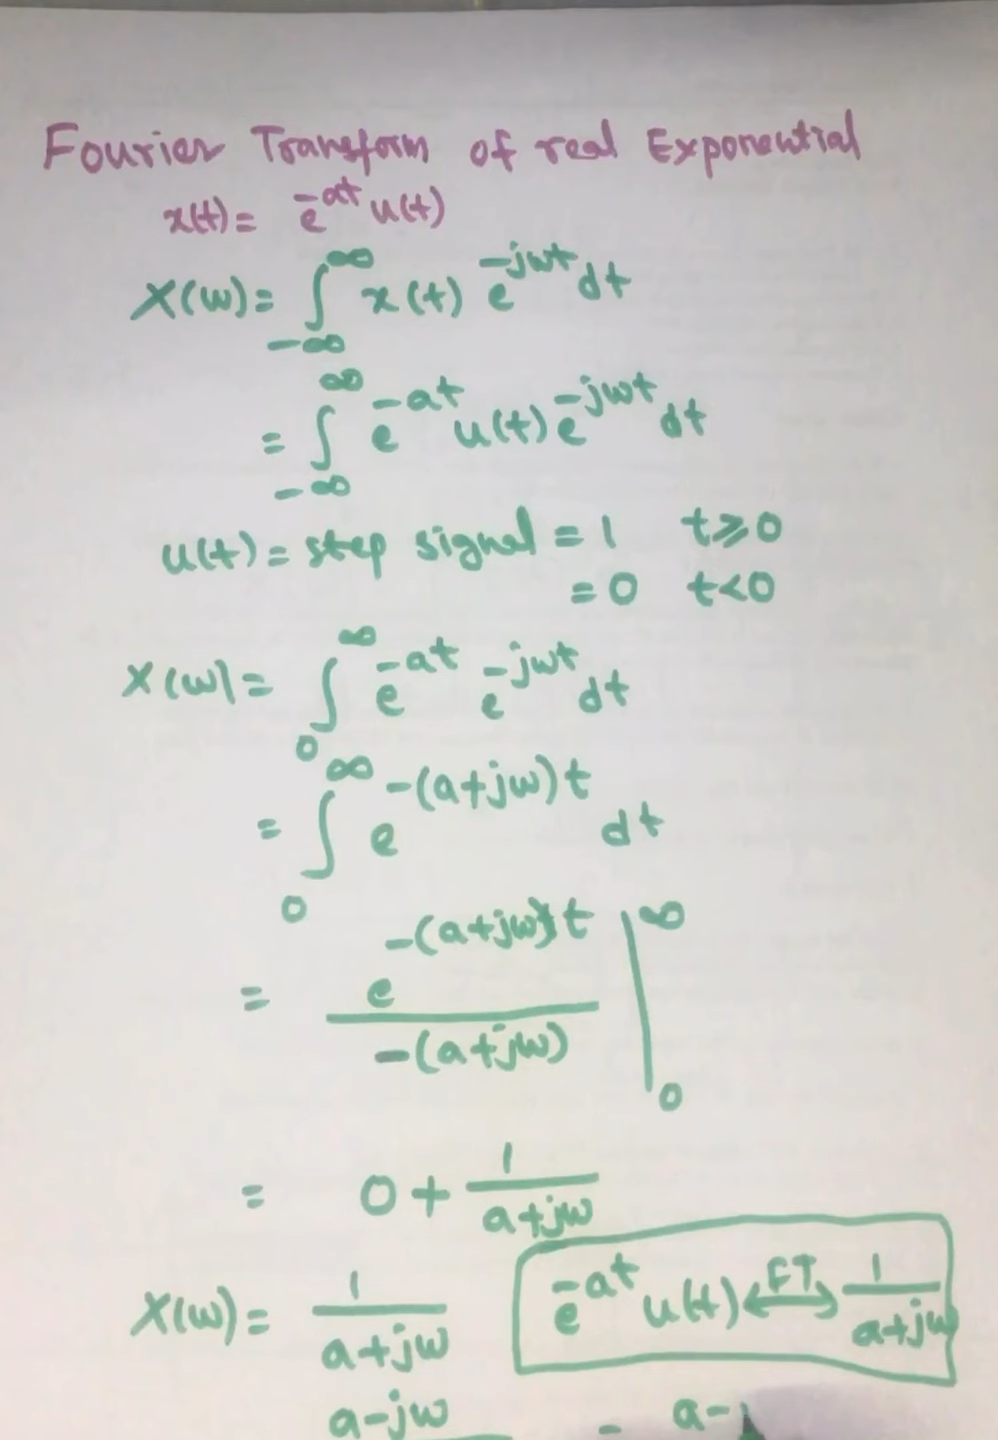 Fourier Transform of real Exponential
x(t) = e^-at u(t)
X(w) = ∫_-∞^∞ x(t) e^-jwt dt
= ∫_-∞^∞ e^-at u(t) e^-jwt dt
u(t) = step signal = 1 t≥0
= 0 t<0
X(w) = ∫_0^∞ e^-at e^-jwt dt
= ∫_0^∞ e^-(a+jw)t dt
= e^-(a+jw)t / -(a+jw) |_0^∞
= 0 + 1/(a+jw)
X(w) = 1/(a+jw)
e^-at u(t) ←FT→ 1/(a+jw)
a-jw = a-